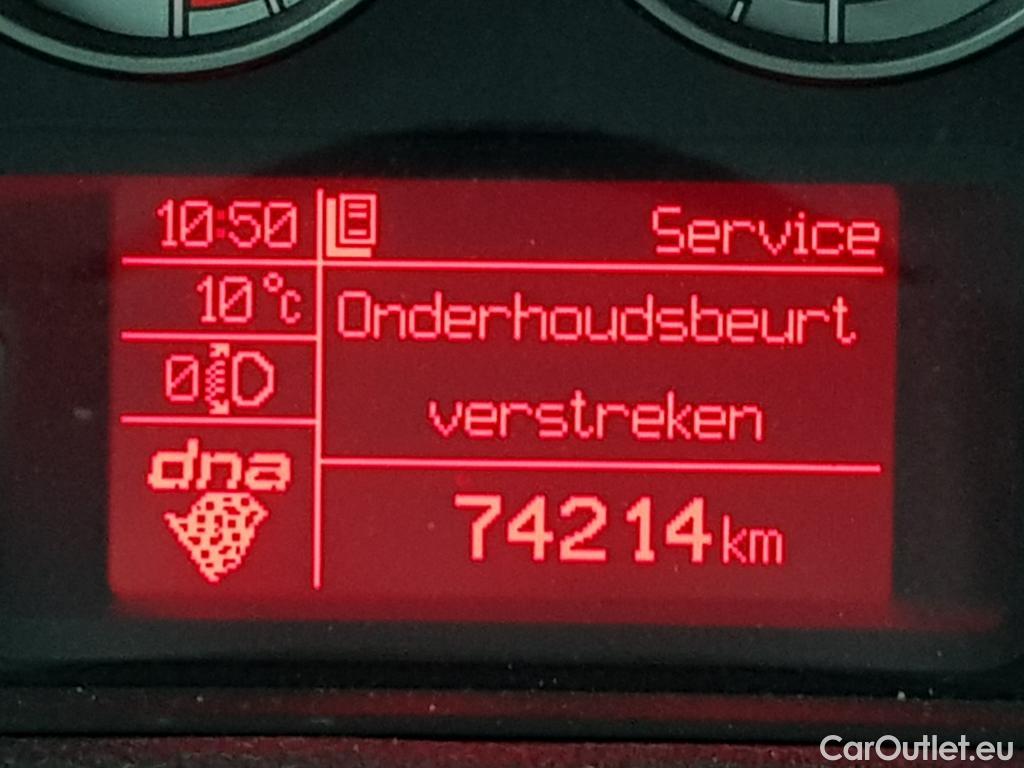 10:50
Service
10°c
Onderhoudsbeurt
0
verstreken
dna
74214km
CarOutlet.eu